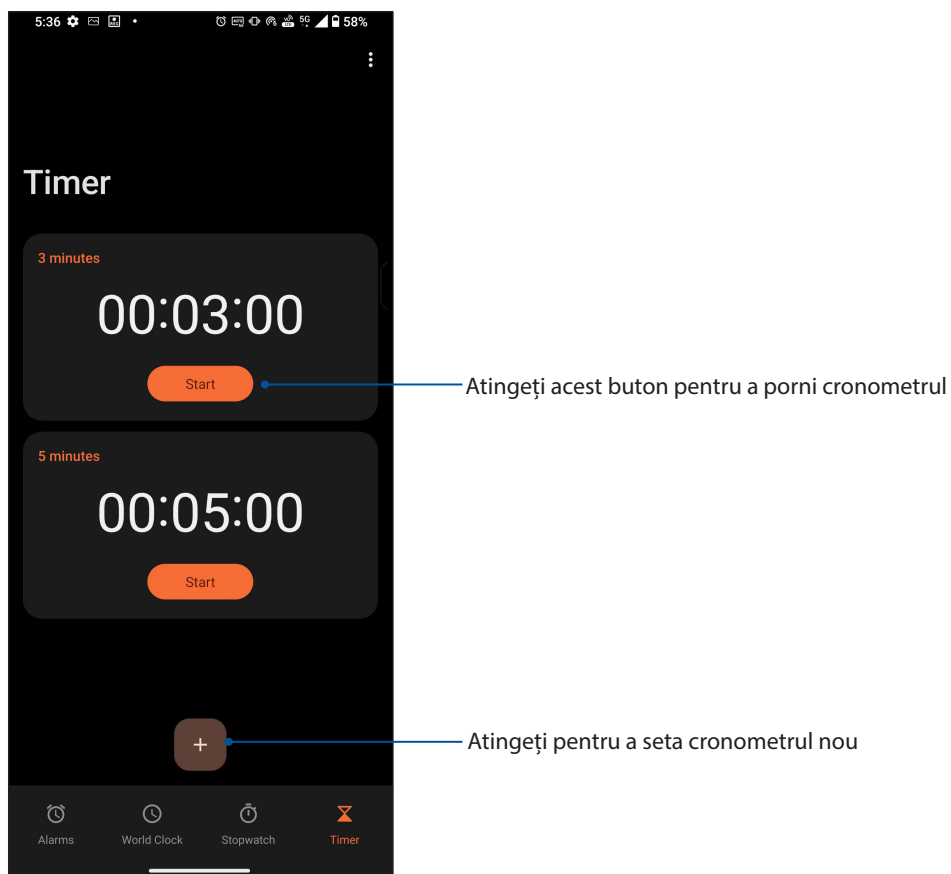 5:36 5G 58%
Timer
3 minutes
00:03:00
Start
Atingeți acest buton pentru a porni cronometrul
5 minutes
00:05:00
Start
+
Atingeți pentru a seta cronometrul nou
Alarms World Clock Stopwatch Timer